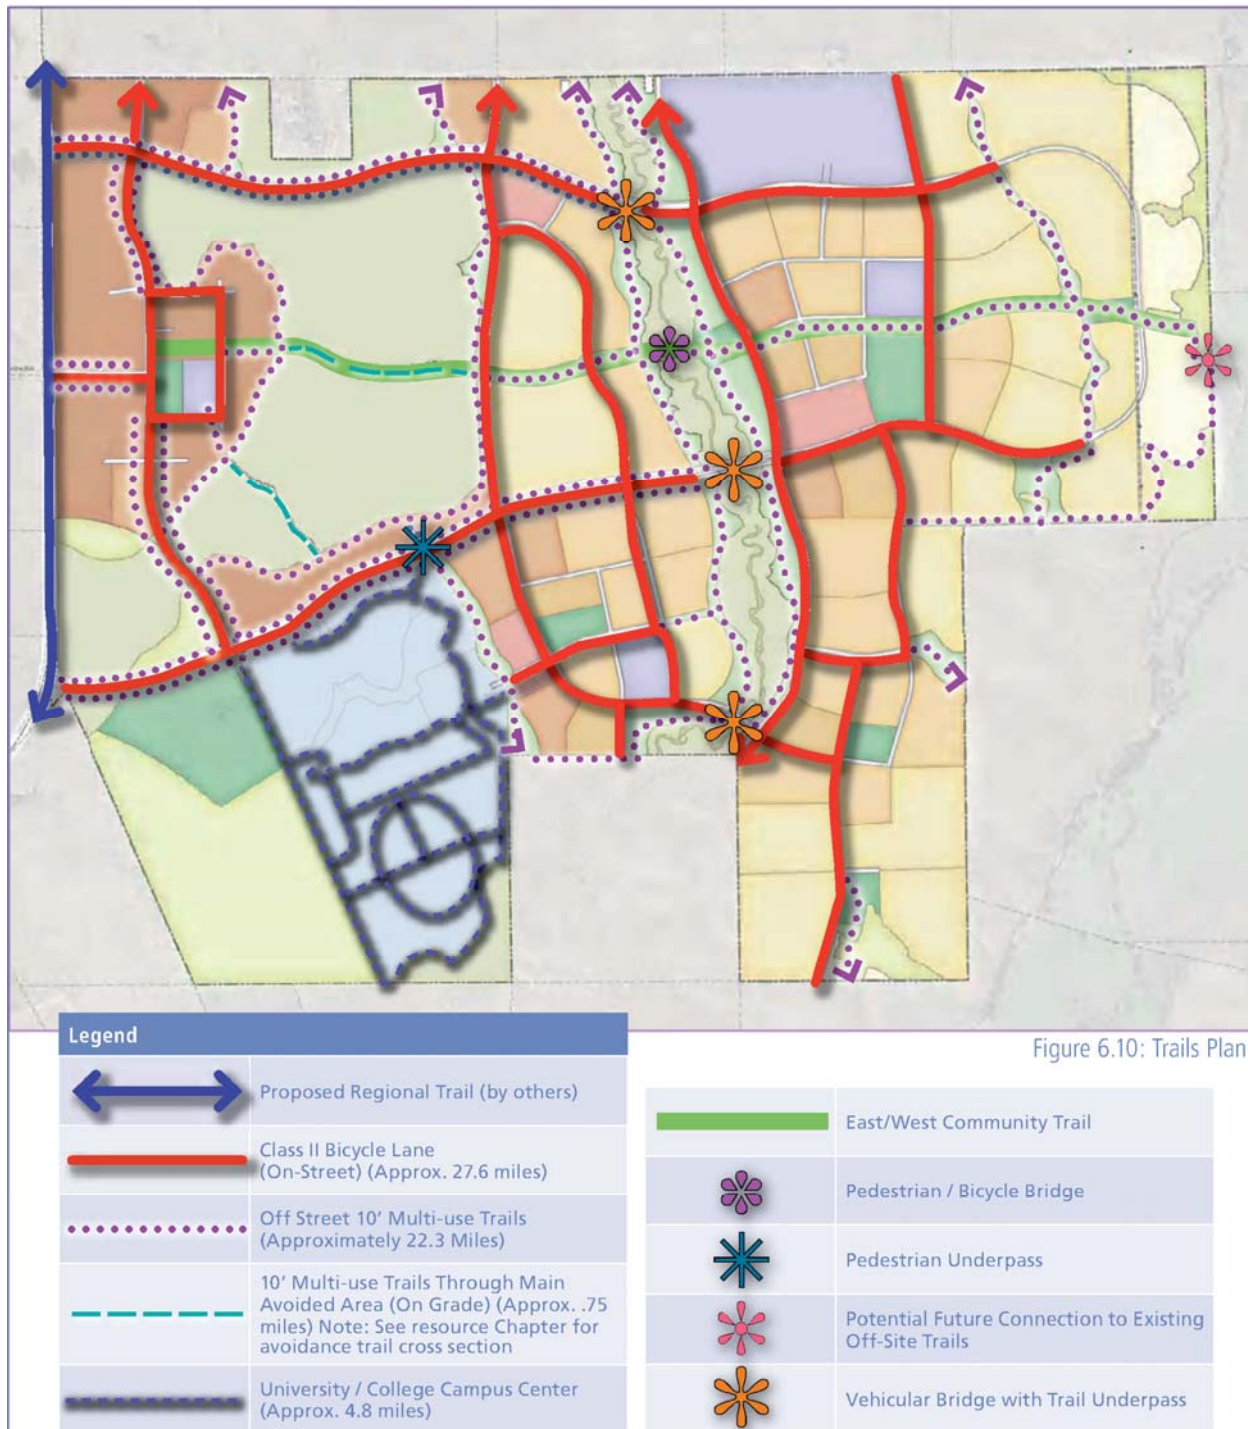 Figure 6.10: Trails Plan
Legend
Proposed Regional Trail (by others)
Class II Bicycle Lane
(On-Street) (Approx. 27.6 miles)
Off Street 10' Multi-use Trails
(Approximately 22.3 Miles)
10' Multi-use Trails Through Main
Avoided Area (On Grade) (Approx. .75
miles) Note: See resource Chapter for
avoidance trail cross section
University / College Campus Center
(Approx. 4.8 miles)
East/West Community Trail
Pedestrian / Bicycle Bridge
Pedestrian Underpass
Potential Future Connection to Existing
Off-Site Trails
Vehicular Bridge with Trail Underpass